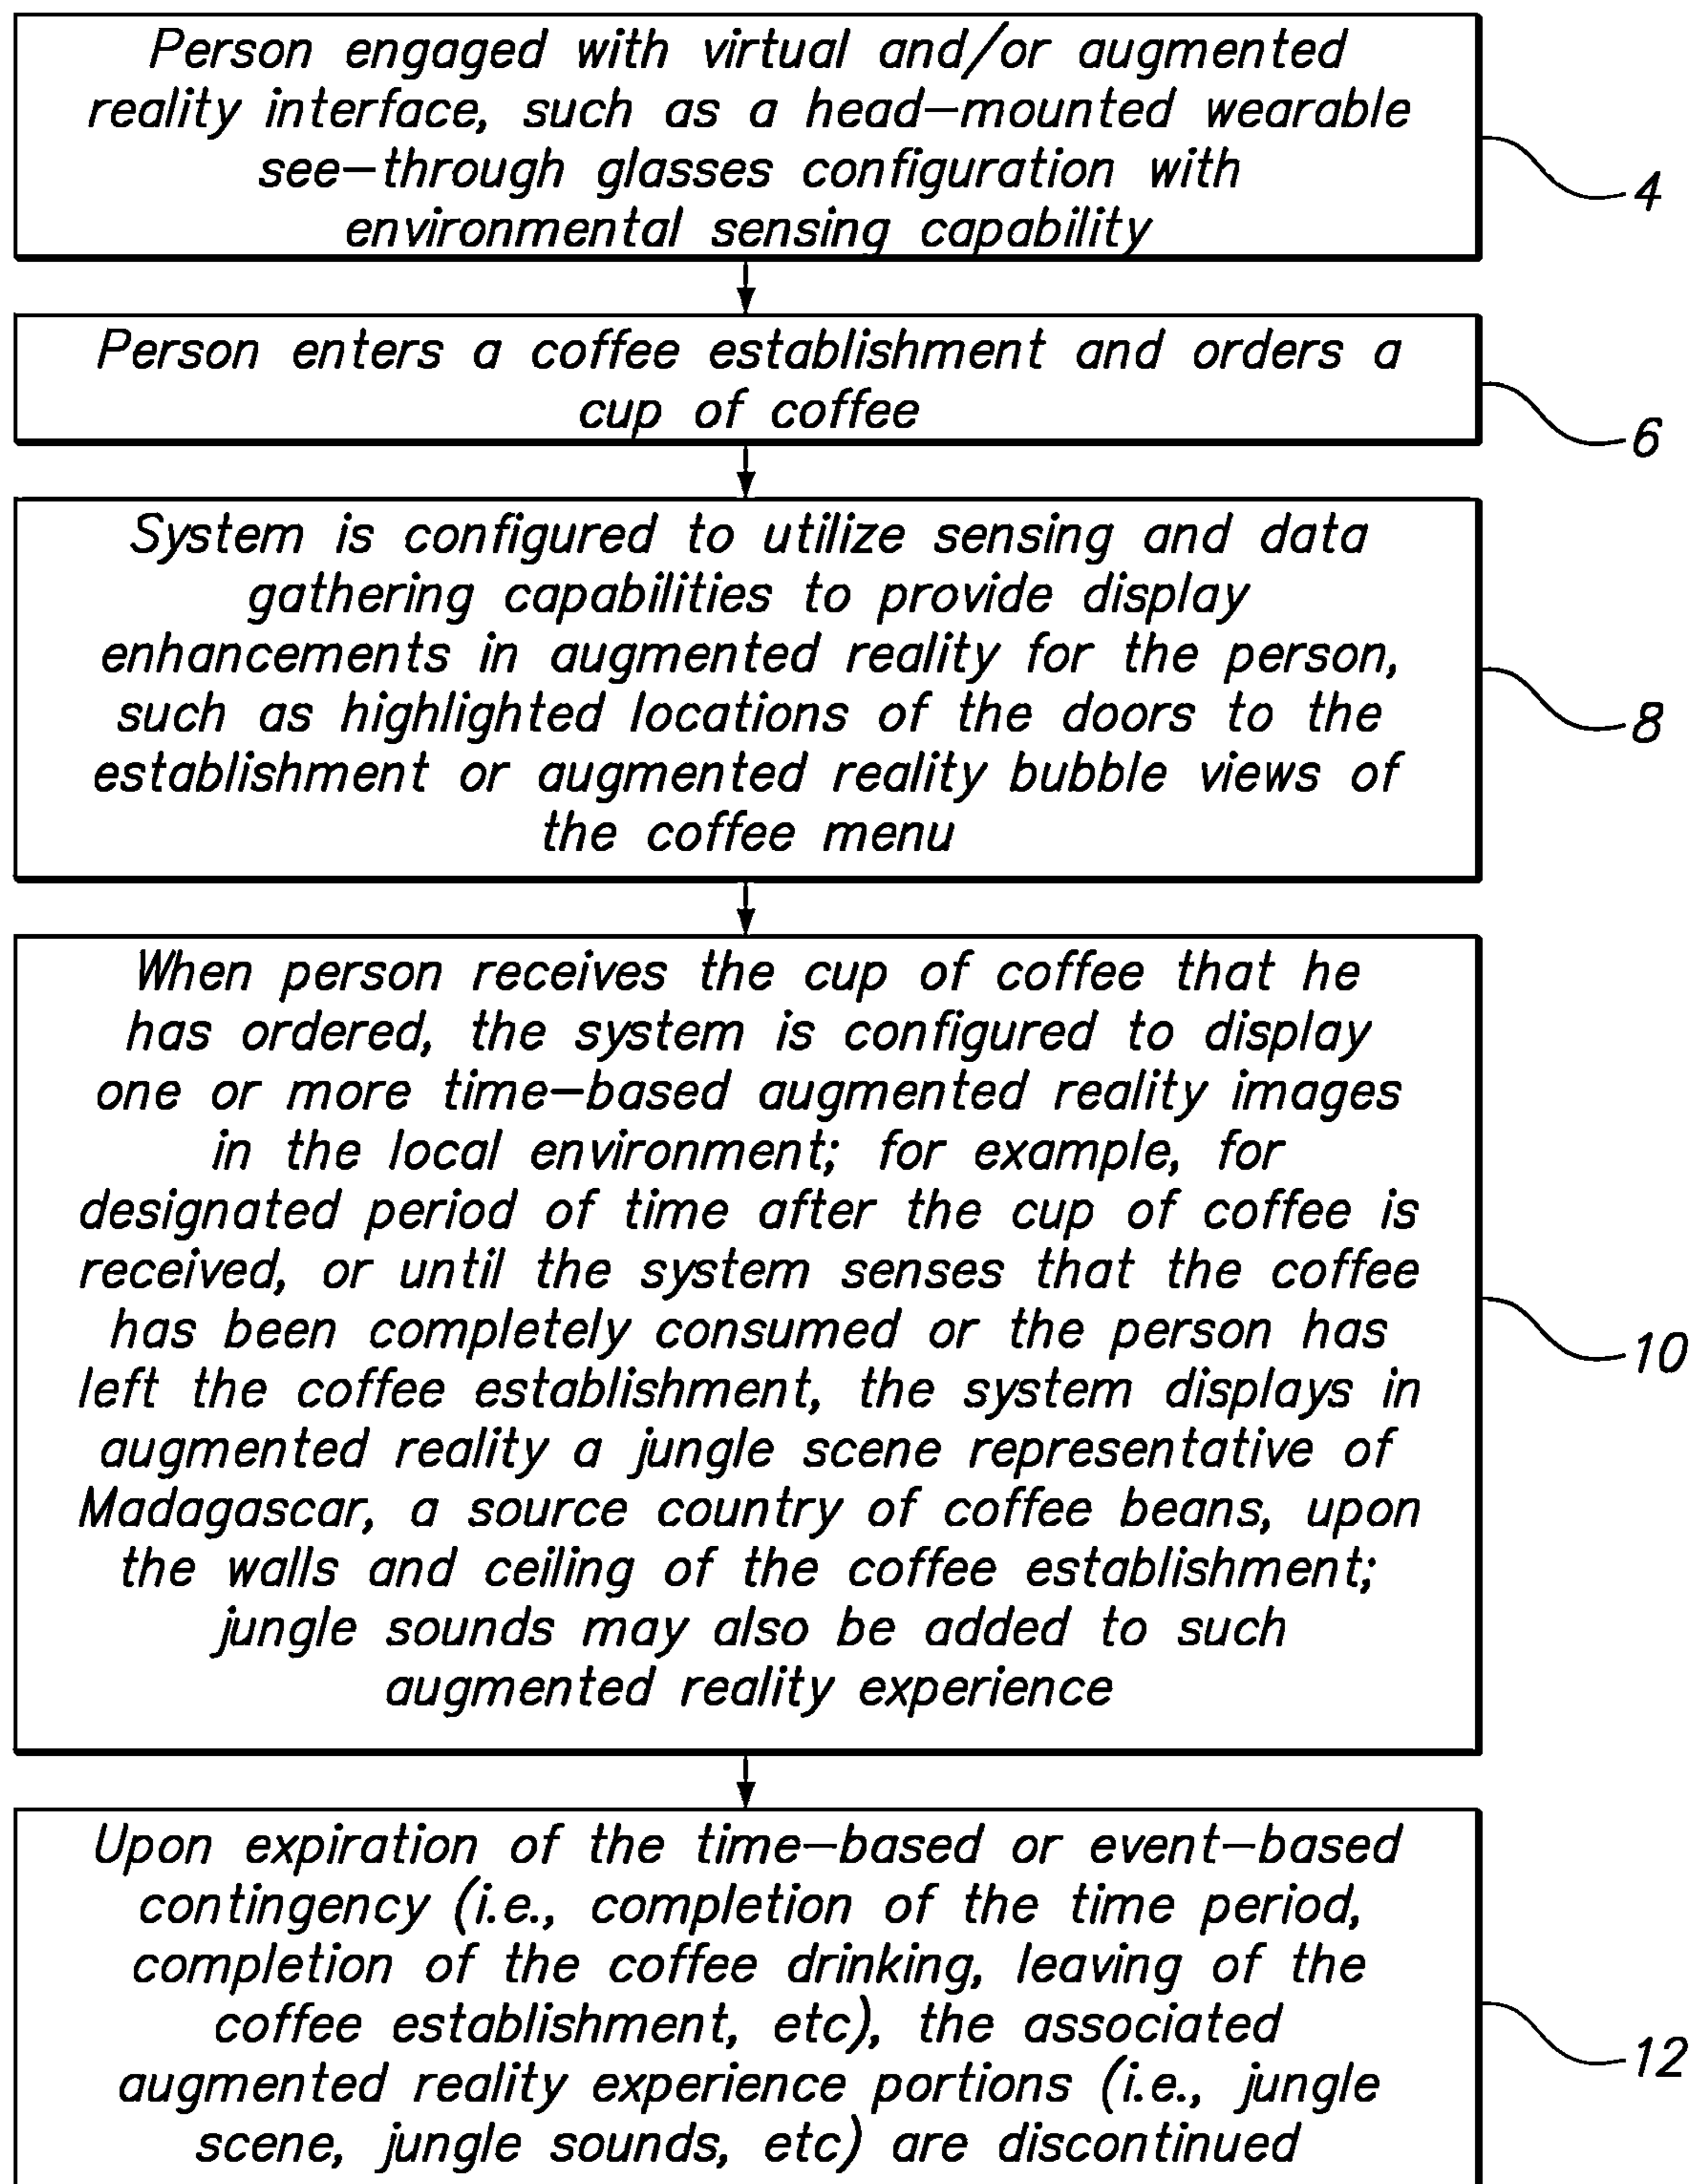 Person engaged with virtual and/or augmented
reality interface, such as a head-mounted wearable
see-through glasses configuration with
environmental sensing capability
4
Person enters a coffee establishment and orders a
cup of coffee
6
System is configured to utilize sensing and data
gathering capabilities to provide display
enhancements in augmented reality for the person,
such as highlighted locations of the doors to the
establishment or augmented reality bubble views of
the coffee menu
8
When person receives the cup of coffee that he
has ordered, the system is configured to display
one or more time-based augmented reality images
in the local environment; for example, for
designated period of time after the cup of coffee is
received, or until the system senses that the coffee
has been completely consumed or the person has
left the coffee establishment, the system displays in
augmented reality a jungle scene representative of
Madagascar, a source country of coffee beans, upon
the walls and ceiling of the coffee establishment;
jungle sounds may also be added to such
augmented reality experience
10
Upon expiration of the time-based or event-based
contingency (i.e., completion of the time period,
completion of the coffee drinking, leaving of the
coffee establishment, etc), the associated
augmented reality experience portions (i.e., jungle
scene, jungle sounds, etc) are discontinued
12